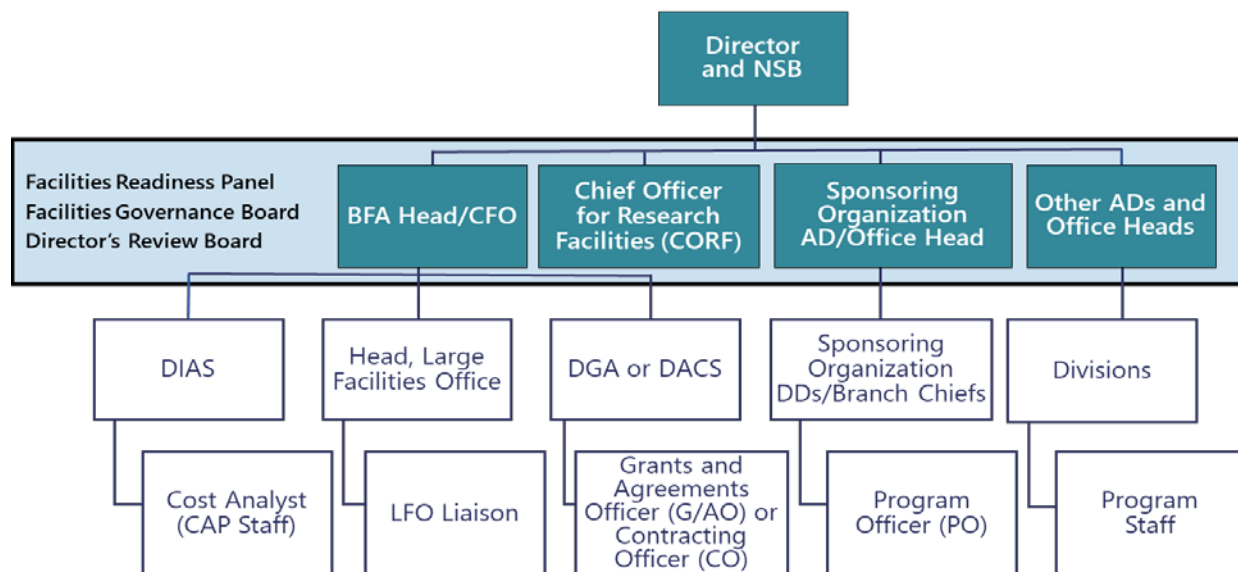 Director
and NSB
Facilities Readiness Panel
Facilities Governance Board
Director's Review Board
BFA Head/CFO
Chief Officer
for Research
Facilities (CORF)
Sponsoring
Organization
AD/Office Head
Other ADs and
Office Heads
DIAS
Head, Large
Facilities Office
DGA or DACS
Sponsoring
Organization
DDs/Branch Chiefs
Divisions
Cost Analyst
(CAP Staff)
LFO Liaison
Grants and
Agreements
Officer (G/AO) or
Contracting
Officer (CO)
Program
Officer (PO)
Program
Staff